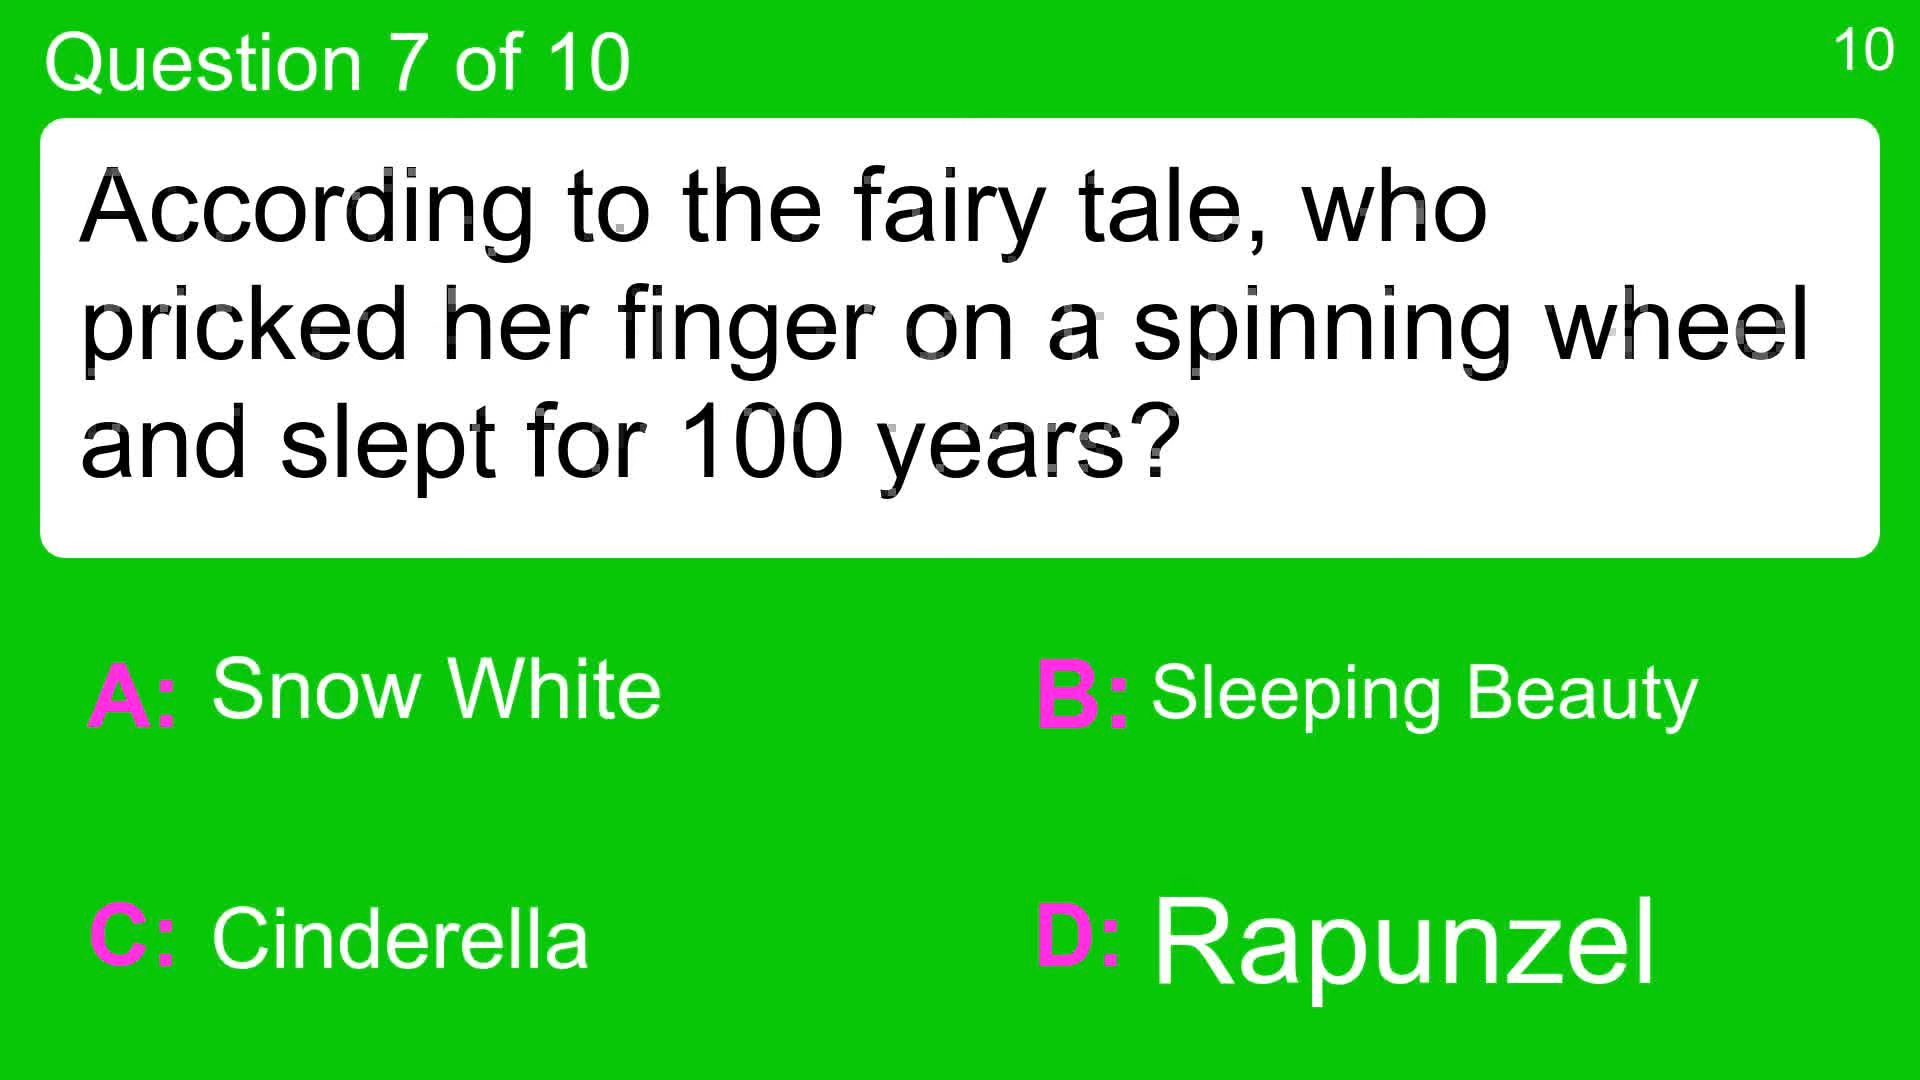 Question 7 of 10
10
According to the fairy tale, who
pricked her finger on a spinning wheel
and slept for 100 years?
A: Snow White
B: Sleeping Beauty
C: Cinderella
D: Rapunzel